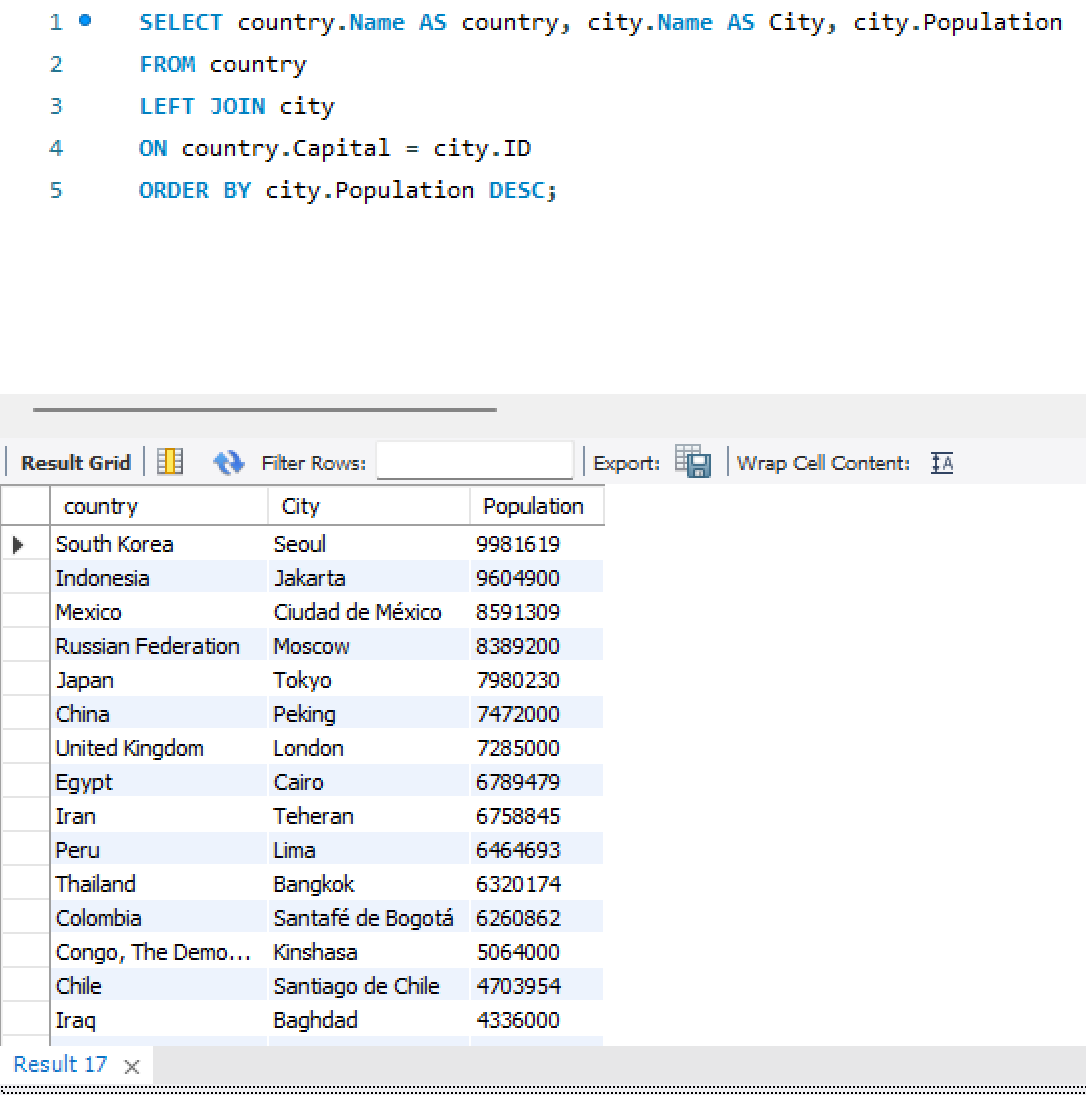 1 SELECT country.Name AS country, city.Name AS City, city.Population
2 FROM country
3 LEFT JOIN city
4 ON country.Capital = city.ID
5 ORDER BY city.Population DESC;
Result Grid Filter Rows: Export: Wrap Cell Content: IA
country City Population
South Korea Seoul 9981619
Indonesia Jakarta 9604900
Mexico Ciudad de México 8591309
Russian Federation Moscow 8389200
Japan Tokyo 7980230
China Peking 7472000
United Kingdom London 7285000
Egypt Cairo 6789479
Iran Teheran 6758845
Peru Lima 6464693
Thailand Bangkok 6320174
Colombia Santafé de Bogotá 6260862
Congo, The Demo... Kinshasa 5064000
Chile Santiago de Chile 4703954
Iraq Baghdad 4336000
Result 17